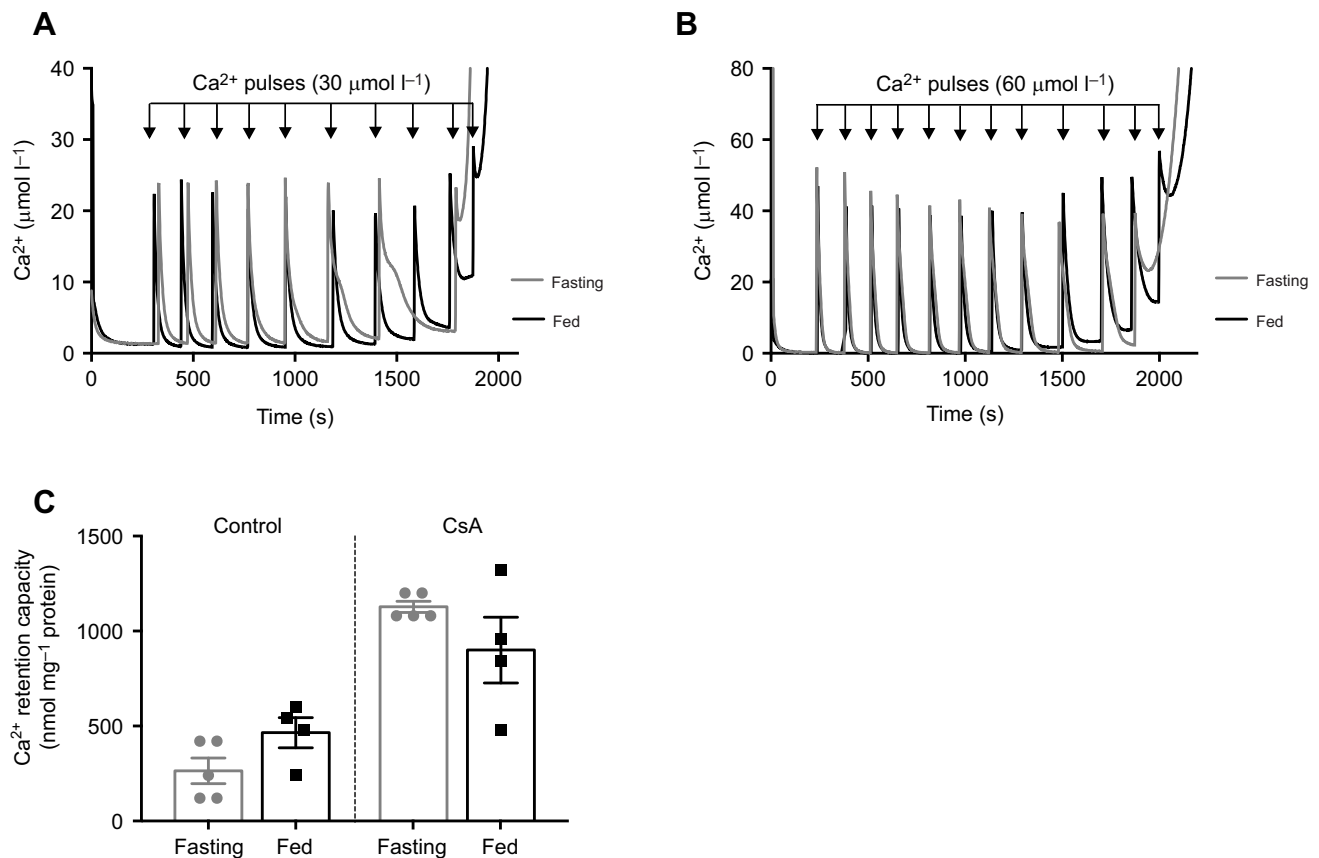 A
Ca²⁺ pulses (30 μmol l⁻¹)
Ca²⁺ (μmol l⁻¹)
40
30
20
10
0
0 500 1000 1500 2000
Time (s)
Fasting
Fed
B
Ca²⁺ pulses (60 μmol l⁻¹)
Ca²⁺ (μmol l⁻¹)
80
60
40
20
0
0 500 1000 1500 2000
Time (s)
Fasting
Fed
C
Control CsA
Ca²⁺ retention capacity
(nmol mg⁻¹ protein)
1500
1000
500
0
Fasting Fed Fasting Fed